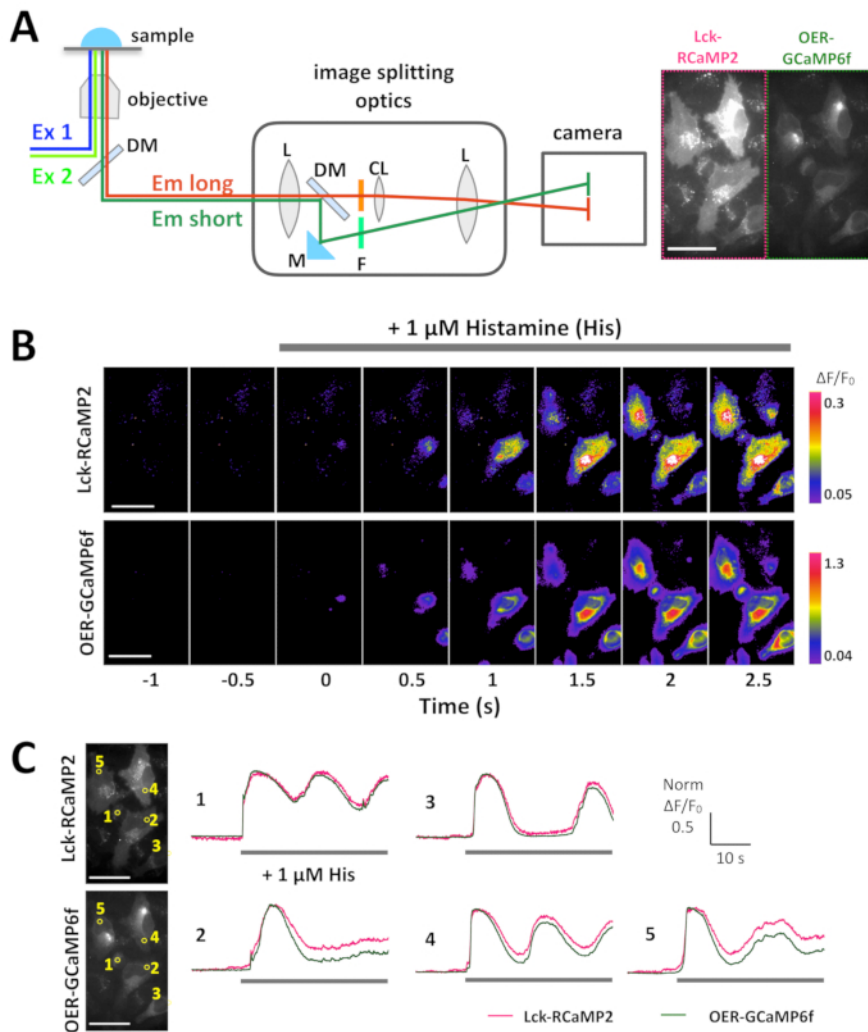 A
sample
objective
Ex 1
Ex 2
DM
Em long
Em short
image splitting
optics
L
DM
CL
L
M
F
camera
Lck-
RCaMP2
OER-
GCaMP6f
B
+ 1 µM Histamine (His)
Lck-RCaMP2
ΔF/F₀
0.3
0.05
OER-GCaMP6f
1.3
0.04
-1 -0.5 0 0.5 1 1.5 2 2.5
Time (s)
C
Lck-RCaMP2
5
4
1
2
3
1
3
Norm
ΔF/F₀
0.5
10 s
+ 1 µM His
OER-GCaMP6f
5
4
1
2
3
2
4
5
Lck-RCaMP2 OER-GCaMP6f